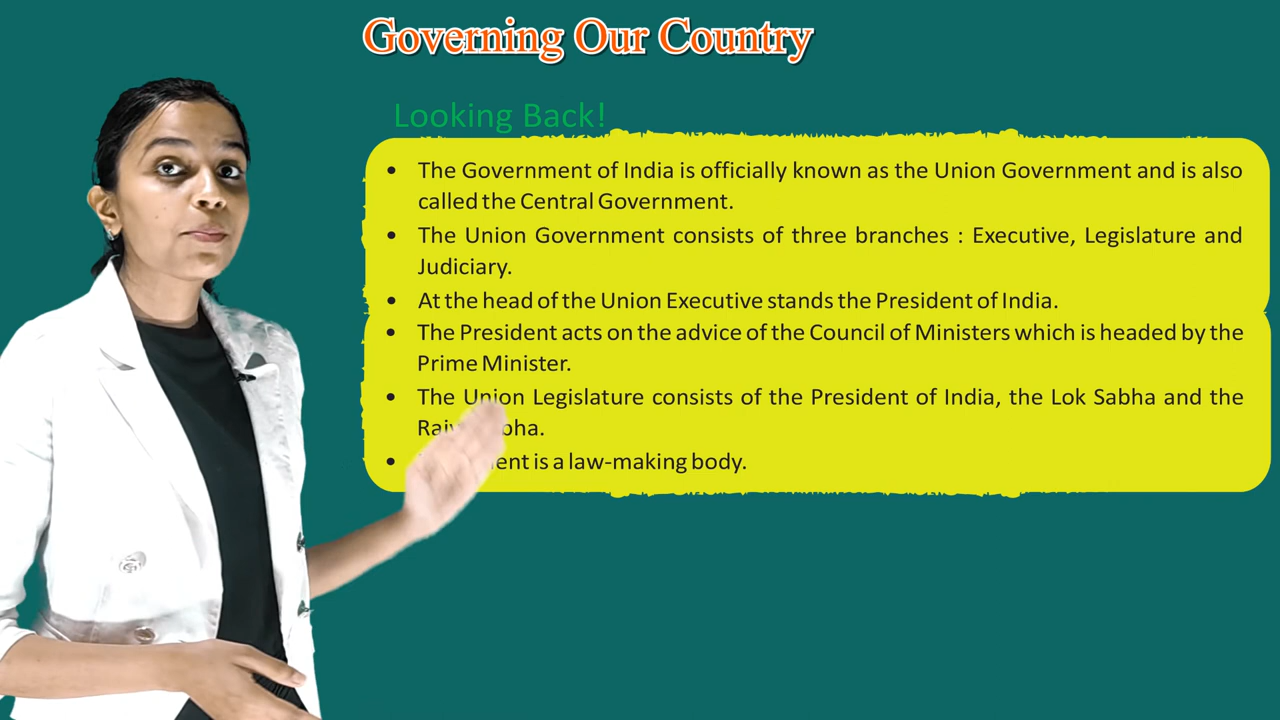 Governing Our Country
Looking Back!
• The Government of India is officially known as the Union Government and is also
called the Central Government.
• The Union Government consists of three branches : Executive, Legislature and
Judiciary.
• At the head of the Union Executive stands the President of India.
• The President acts on the advice of the Council of Ministers which is headed by the
Prime Minister.
• The Union Legislature consists of the President of India, the Lok Sabha and the
• is a law-making body.